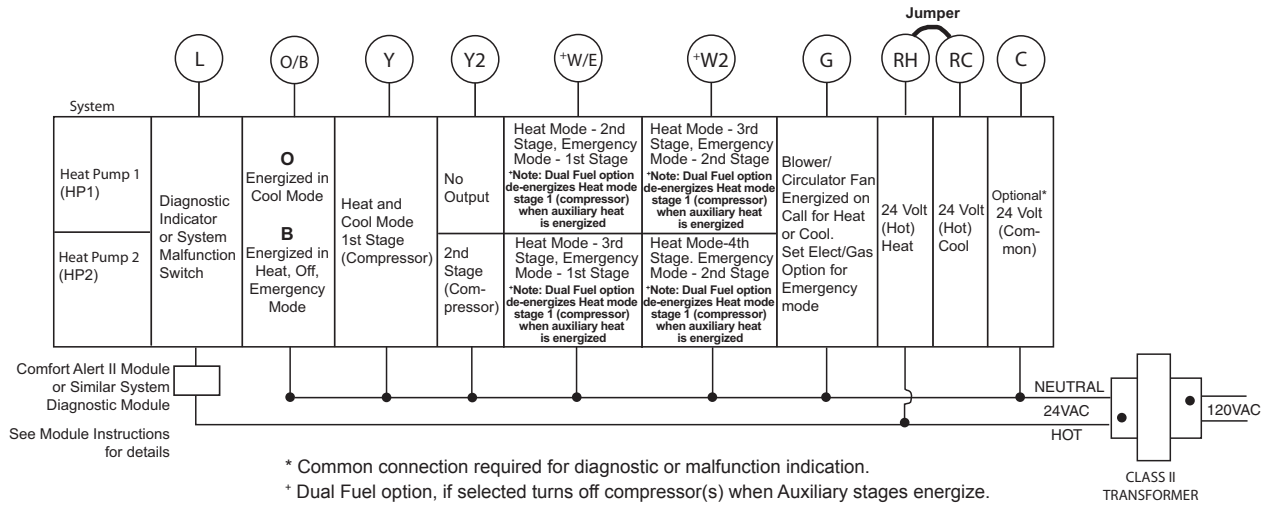 Jumper
L
O/B
Y
Y2
+W/E
+W2
G
RH
RC
C
System
Heat Pump 1
(HP1)
Heat Pump 2
(HP2)
Diagnostic
Indicator
or System
Malfunction
Switch
O
Energized in
Cool Mode
B
Energized in
Heat, Off,
Emergency
Mode
Heat and
Cool Mode
1st Stage
(Compressor)
No
Output
2nd
Stage
(Com-
pressor)
Heat Mode - 2nd
Stage, Emergency
Mode - 1st Stage
+Note: Dual Fuel option
de-energizes Heat mode
stage 1 (compressor)
when auxiliary heat
is energized
Heat Mode - 3rd
Stage, Emergency
Mode - 1st Stage
+Note: Dual Fuel option
de-energizes Heat mode
stage 1 (compressor)
when auxiliary heat
is energized
Heat Mode - 3rd
Stage, Emergency
Mode - 2nd Stage
+Note: Dual Fuel option
de-energizes Heat mode
stage 1 (compressor)
when auxiliary heat
is energized
Heat Mode-4th
Stage. Emergency
Mode - 2nd Stage
+Note: Dual Fuel option
de-energizes Heat mode
stage 1 (compressor)
when auxiliary heat
is energized
Blower/
Circulator Fan
Energized on
Call for Heat
or Cool.
Set Elect/Gas
Option for
Emergency
mode
24 Volt
(Hot)
Heat
24 Volt
(Hot)
Cool
Optional*
24 Volt
(Com-
mon)
Comfort Alert II Module
or Similar System
Diagnostic Module
See Module Instructions
for details
NEUTRAL
24VAC
HOT
120VAC
CLASS II
TRANSFORMER
* Common connection required for diagnostic or malfunction indication.
+ Dual Fuel option, if selected turns off compressor(s) when Auxiliary stages energize.